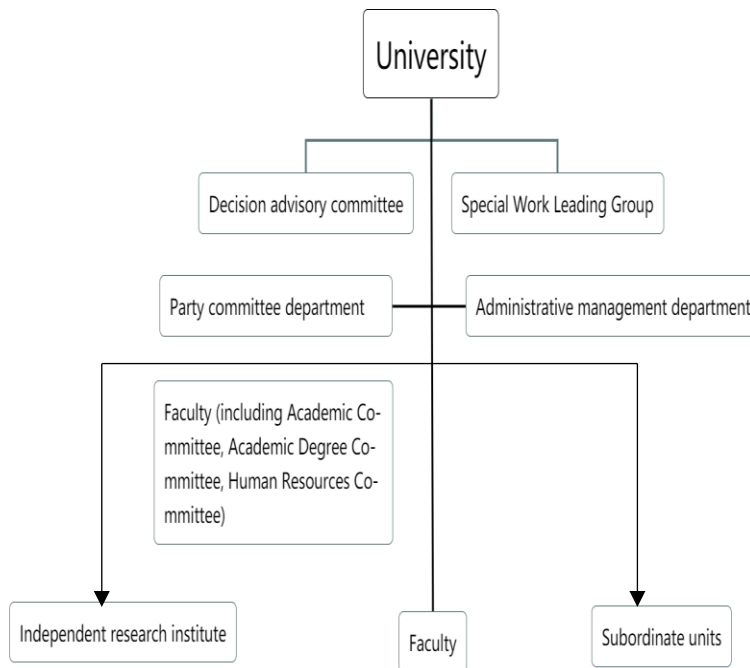 University
Decision advisory committee
Special Work Leading Group
Party committee department
Administrative management department
Faculty (including Academic Co-
mmittee, Academic Degree Co-
mmittee, Human Resources Co-
mmittee)
Independent research institute
Faculty
Subordinate units